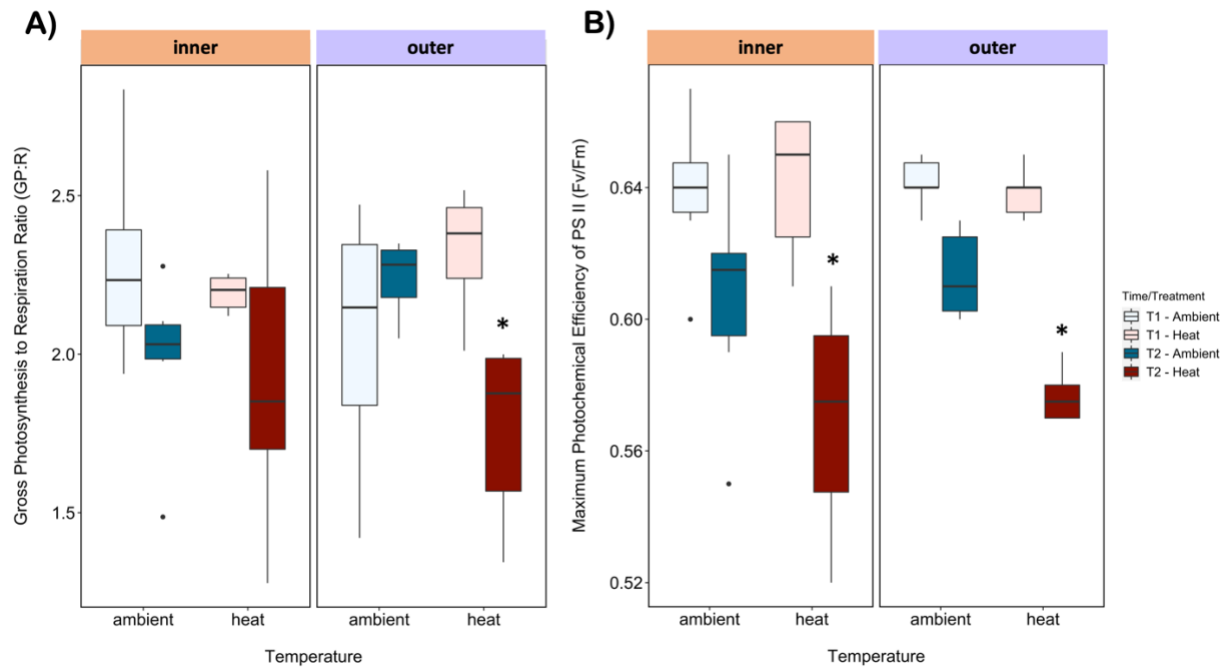 A)
inner
outer
Gross Photosynthesis to Respiration Ratio (GP:R)
2.5
2.0
1.5
*
ambient
heat
ambient
heat
Temperature
B)
inner
outer
Maximum Photochemical Efficiency of PS II (Fv/Fm)
0.64
0.60
0.56
0.52
*
*
ambient
heat
ambient
heat
Temperature
Time/Treatment
T1 - Ambient
T1 - Heat
T2 - Ambient
T2 - Heat